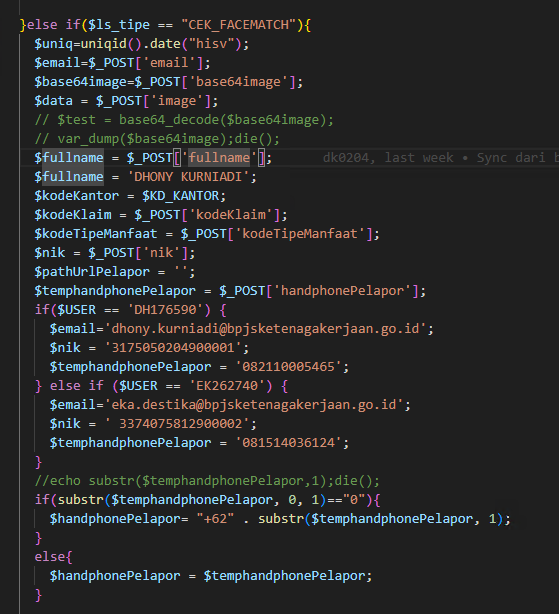 }else if($ls_tipe == "CEK_FACEMATCH"){
$uniq=uniqid().date("hisv");
$email=$_POST['email'];
$base64image=$_POST['base64image'];
$data = $_POST['image'];
// $test = base64_decode($base64image);
// var_dump($base64image);die();
$fullname = $_POST['fullname']; dk0204, last week • Sync dari b
$fullname = 'DHONY KURNIADI';
$kodeKantor = $KD_KANTOR;
$kodeKlaim = $_POST['kodeKlaim'];
$kodeTipeManfaat = $_POST['kodeTipeManfaat'];
$nik = $_POST['nik'];
$pathUrlPelapor = '';
$temphandphonePelapor = $_POST['handphonePelapor'];
if($USER == 'DH176590') {
$email='dhony.kurniadi@bpjsketenagakerjaan.go.id';
$nik = '3175050204900001';
$temphandphonePelapor = '082110005465';
} else if ($USER == 'EK262740') {
$email='eka.destika@bpjsketenagakerjaan.go.id';
$nik = ' 3374075812900002';
$temphandphonePelapor = '081514036124';
}
//echo substr($temphandphonePelapor,1);die();
if(substr($temphandphonePelapor, 0, 1)=="0"){
$handphonePelapor= "+62" . substr($temphandphonePelapor, 1);
}
else{
$handphonePelapor = $temphandphonePelapor;
}